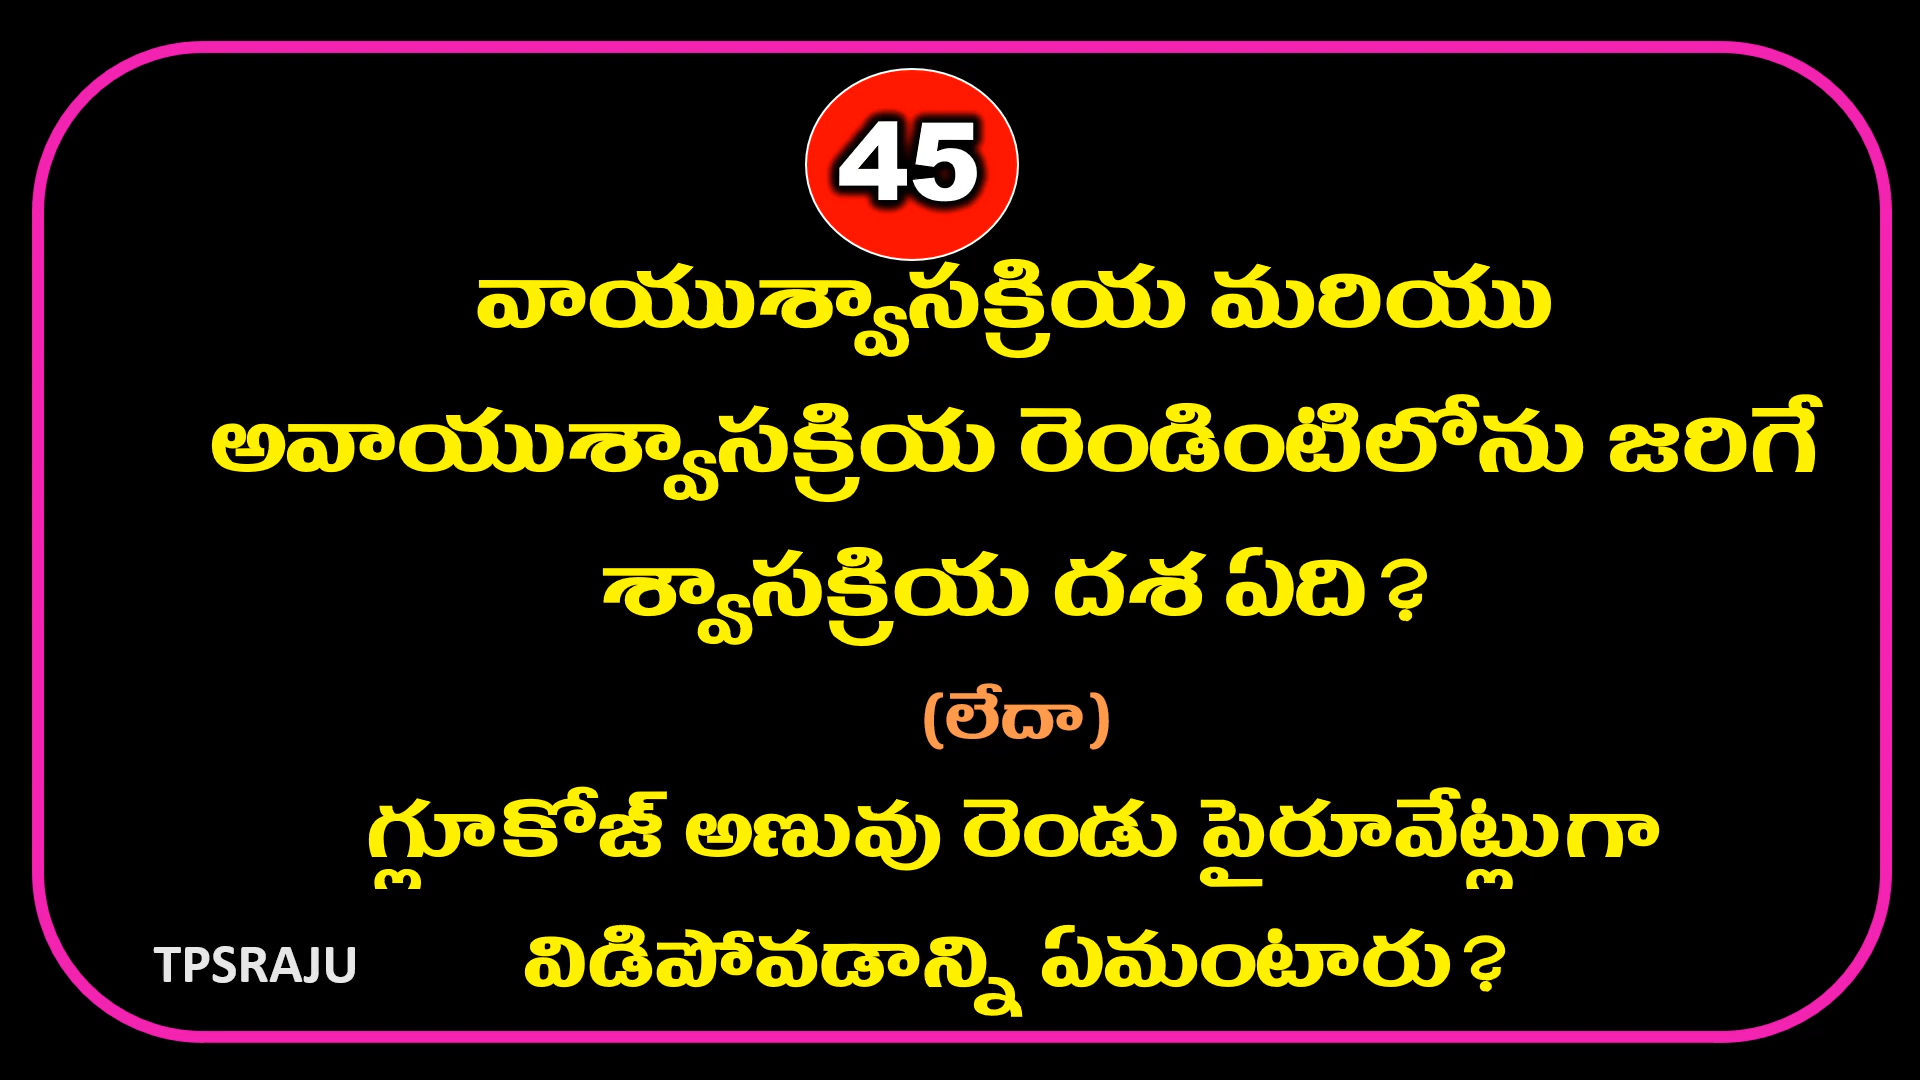 45
వాయుశ్వాసక్రియ మరియు
అవాయుశ్వాసక్రియ రెండింటిలోను జరిగే
శ్వాసక్రియ దశ ఏది?
(లేదా)
గ్లూకోజ్ అణువు రెండు పైరూవేట్లుగా
విడిపోవడాన్ని ఏమంటారు?
TPSRAJU